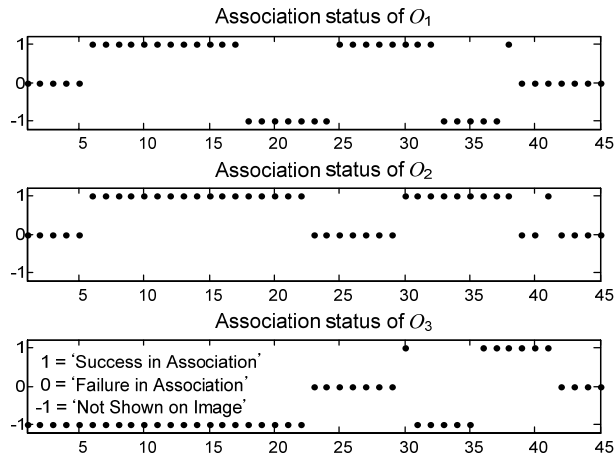 Association status of O1
1
0
-1
5 10 15 20 25 30 35 40 45
Association status of O2
1
0
-1
5 10 15 20 25 30 35 40 45
Association status of O3
1
1 = ‘Success in Association’
0
0 = ‘Failure in Association’
-1 = ‘Not Shown on Image’
-1
5 10 15 20 25 30 35 40 45